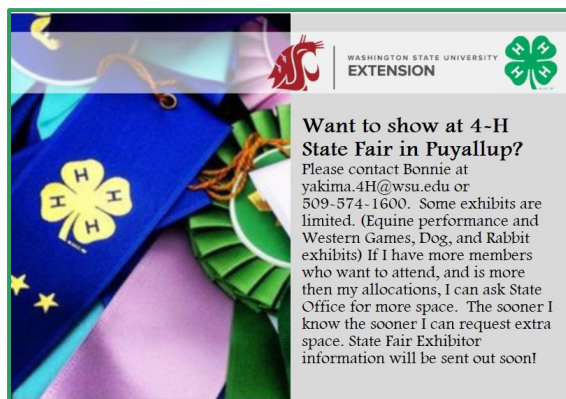 WASHINGTON STATE UNIVERSITY
EXTENSION
H H
H H
H
H H
H
Want to show at 4~H
State Fair in Puyallup?
Please contact Bonnie at
yakima.4H@wsu.edu or
509~574~1600. Some exhibits are
limited. (Equine performance and
Western Games, Dog, and Rabbit
exhibits) If I have more members
who want to attend, and is more
then my allocations, I can ask State
Office for more space. The sooner I
know the sooner I can request extra
space. State Fair Exhibitor
information will be sent out soon!